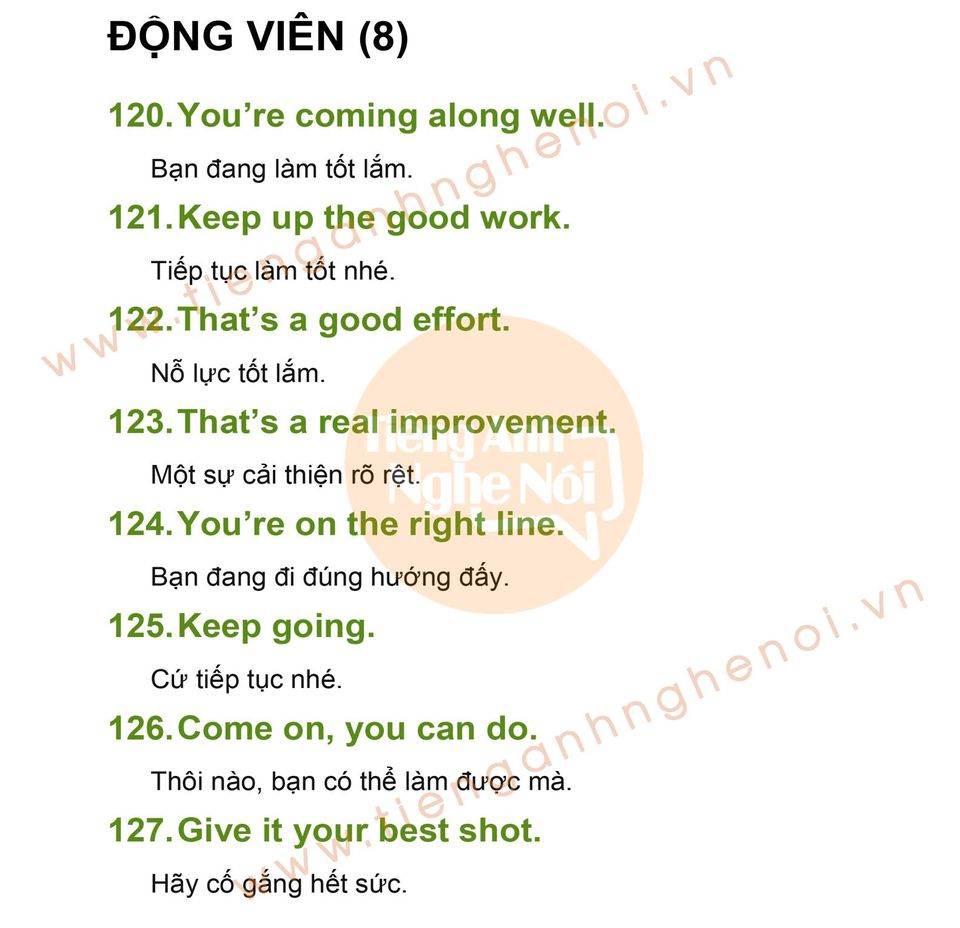 ĐỘNG VIÊN (8)
120. You’re coming along well.
Bạn đang làm tốt lắm.
121. Keep up the good work.
Tiếp tục làm tốt nhé.
122. That’s a good effort.
Nỗ lực tốt lắm.
123. That’s a real improvement.
Một sự cải thiện rõ rệt.
124. You’re on the right line.
Bạn đang đi đúng hướng đấy.
125. Keep going.
Cứ tiếp tục nhé.
126. Come on, you can do.
Thôi nào, bạn có thể làm được mà.
127. Give it your best shot.
Hãy cố gắng hết sức.
www.tienganhnghenoi.vn
Tiếng Anh
Nghe Nói
www.tienganhnghenoi.vn